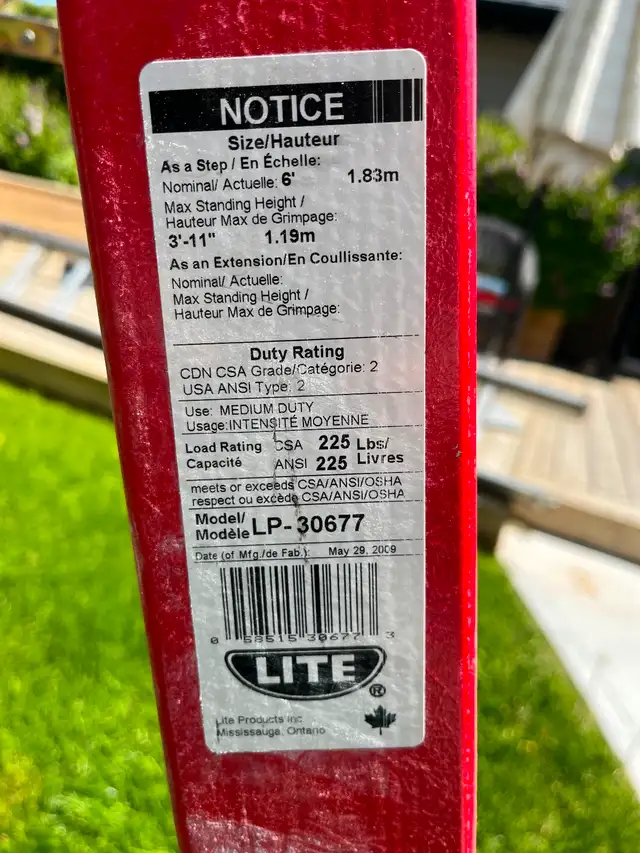 NOTICE
Size/Hauteur
As a Step / En Échelle:
Nominal/ Actuelle: 6' 1.83m
Max Standing Height /
Hauteur Max de Grimpage:
3'-11" 1.19m
As an Extension/En Coullissante:
Nominal/ Actuelle:
Max Standing Height /
Hauteur Max de Grimpage:
Duty Rating
CDN CSA Grade/Catégorie: 2
USA ANSI Type: 2
Use: MEDIUM DUTY
Usage:INTENSITÉ MOYENNE
Load Rating CSA 225 Lbs/
Capacité ANSI 225 Livres
meets or exceeds CSA/ANSI/OSHA
respect ou excède CSA/ANSI/OSHA
Model/
Modèle LP-30677
Date (of Mfg./de Fab.): May 29, 2009
0 58515 30677 3
LITE®
Lite Products Inc
Mississauga, Ontario